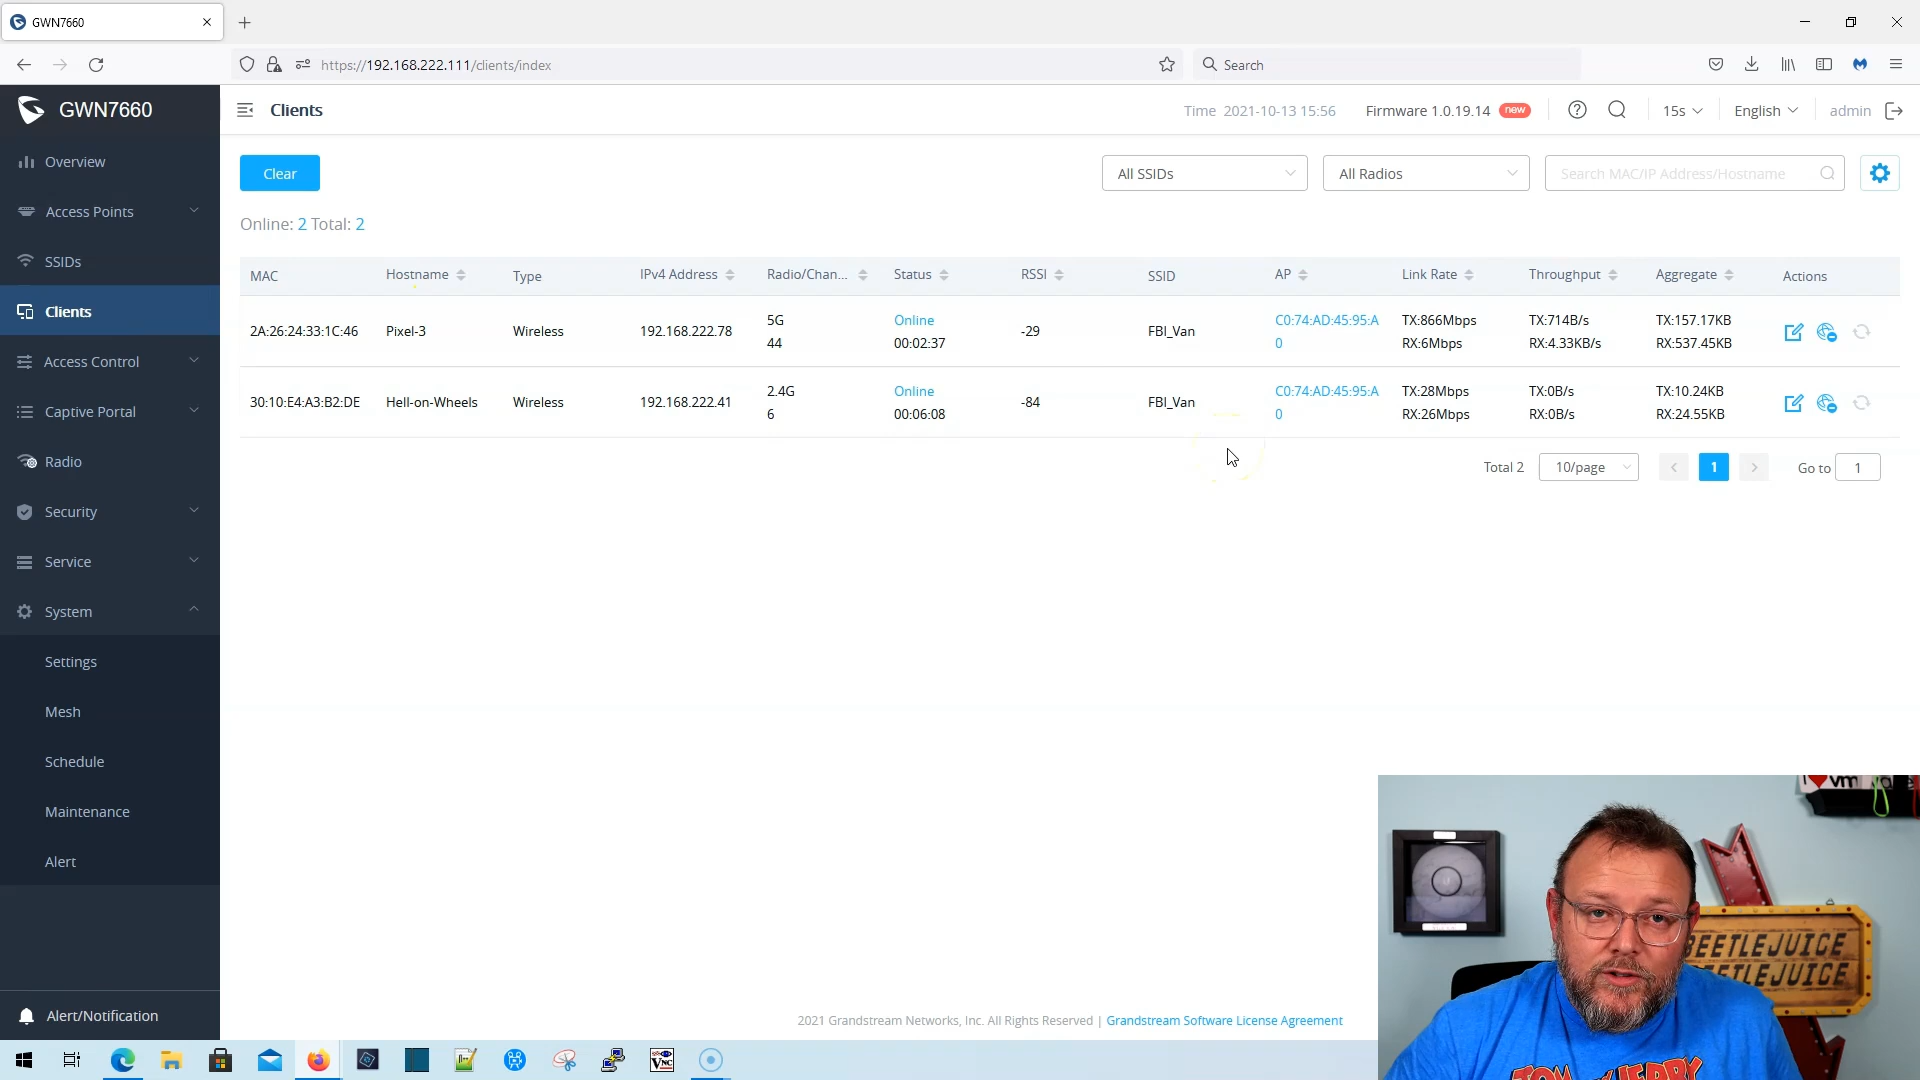 GWN7660
https://192.168.222.111/clients/index
Search
GWN7660
Clients
Time 2021-10-13 15:56
Firmware 1.0.19.14 new
15s
English
admin
Overview
Access Points
SSIDs
Clients
Access Control
Captive Portal
Radio
Security
Service
System
Settings
Mesh
Schedule
Maintenance
Alert
Alert/Notification
Clear
All SSIDs
All Radios
Search MAC/IP Address/Hostname
Online: 2 Total: 2
MAC Hostname Type IPv4 Address Radio/Chan... Status RSSI SSID AP Link Rate Throughput Aggregate Actions
5G Online C0:74:AD:45:95:A TX:866Mbps TX:714B/s TX:157.17KB
2A:26:24:33:1C:46 Pixel-3 Wireless 192.168.222.78 -29 FBI_Van
44 00:02:37 0 RX:6Mbps RX:4.33KB/s RX:537.45KB
2.4G Online C0:74:AD:45:95:A TX:28Mbps TX:0B/s TX:10.24KB
30:10:E4:A3:B2:DE Hell-on-Wheels Wireless 192.168.222.41 -84 FBI_Van
6 00:06:08 0 RX:26Mbps RX:0B/s RX:24.55KB
Total 2 10/page 1 Go to 1
vm
BEETLEJUICE
BEETLEJUICE
TOM
2021 Grandstream Networks, Inc. All Rights Reserved | Grandstream Software License Agreement
VNC